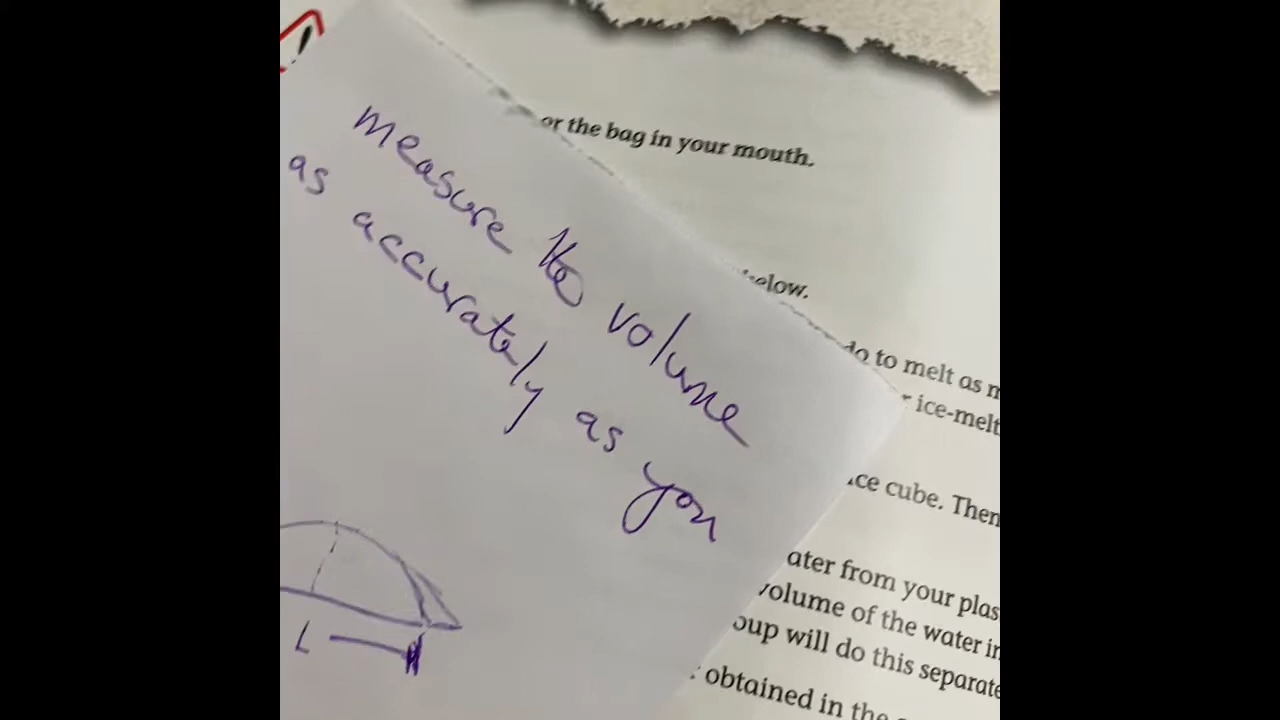 measure the volume
as accurately as you
L
or the bag in your mouth.
below.
do to melt as
ice-melt
ice cube. Then
ater from your plas
volume of the water in
oup will do this separate
obtained in the